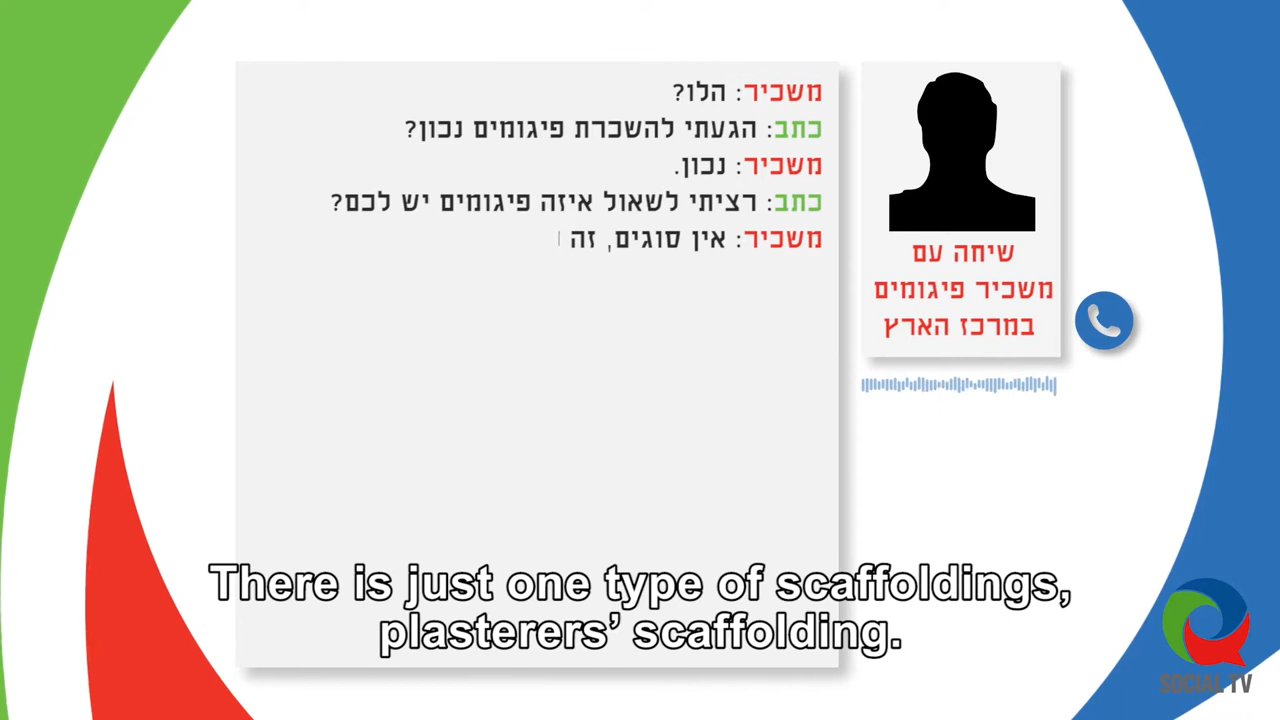 משכיר: הלו?
כתב: הגעתי להשכרת פיגומים נכון?
משכיר: נכון.
כתב: רציתי לשאול איזה פיגומים יש לכם?
משכיר: אין סוגים, זה
שיחה עם
משכיר פיגומים
במרכז הארץ
There is just one type of scaffoldings,
plasterers’ scaffolding.
SOCIAL TV